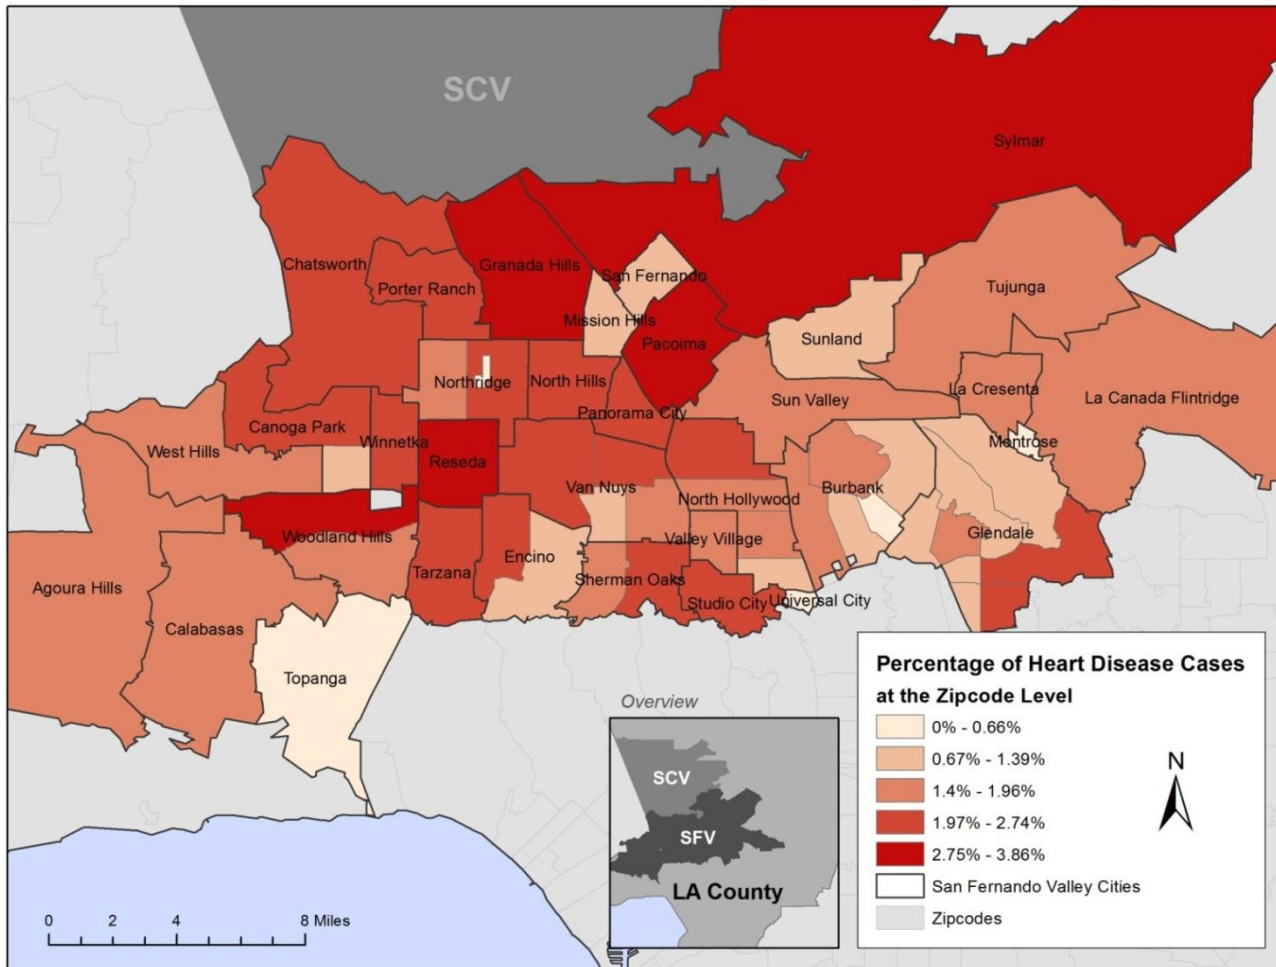 SCV
Sylmar
Chatsworth
Granada Hills
San Fernando
Porter Ranch
Tujunga
Mission Hills
Sunland
Pacoima
Northridge
North Hills
La Cresenta
La Canada Flintridge
Sun Valley
Panorama City
Canoga Park
Winnetka
Montrose
West Hills
Reseda
Van Nuys
Burbank
North Hollywood
Woodland Hills
Valley Village
Glendale
Encino
Tarzana
Sherman Oaks
Agoura Hills
Studio City
Universal City
Calabasas
Topanga
Overview
SCV
SFV
LA County
Percentage of Heart Disease Cases
at the Zipcode Level
0% - 0.66%
0.67% - 1.39%
1.4% - 1.96%
1.97% - 2.74%
2.75% - 3.86%
San Fernando Valley Cities
Zipcodes
N
0 2 4 8 Miles